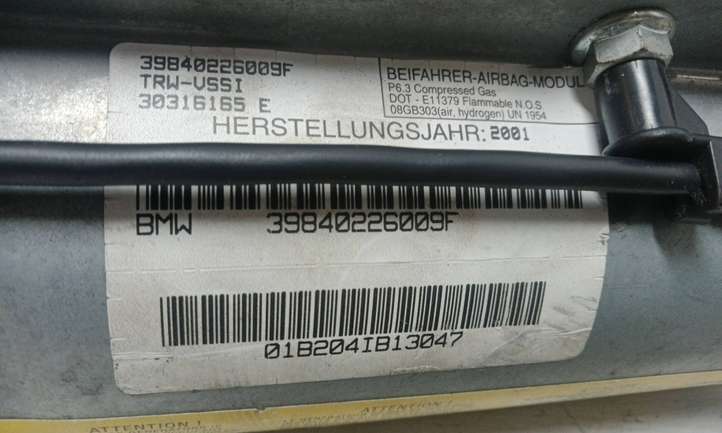 39840226009F
TRW-VSSI
30316165 E
BEIFAHRER-AIRBAG-MODUL
P6.3 Compressed Gas
DOT - E11379 Flammable N.O.S
08GB303(air, hydrogen) UN 1954
HERSTELLUNGSJAHR: 2001
BMW 39840226009F
01B204IB13047
ATTENTION !
ATTENTION !